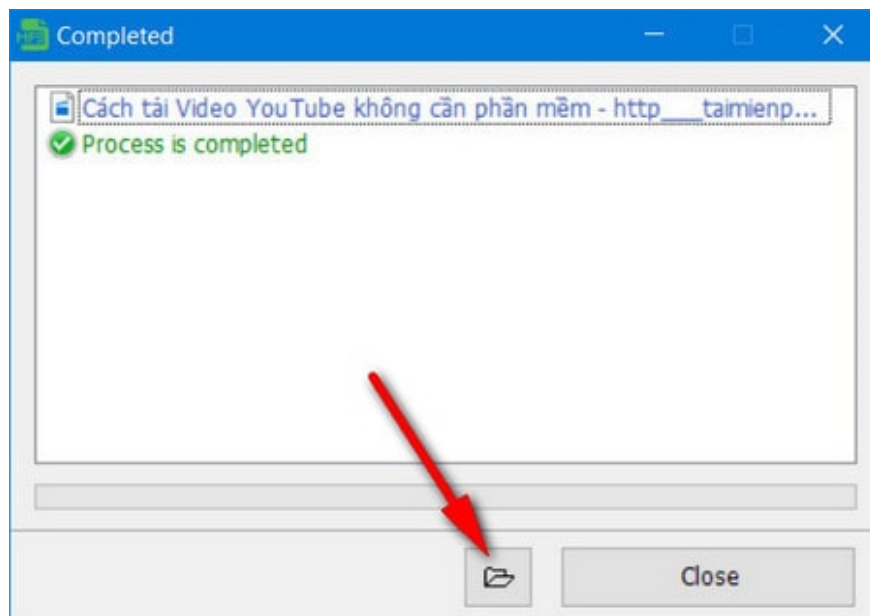 Completed
Cách tải Video YouTube không cần phần mềm - http___taimienp...
Process is completed
Close